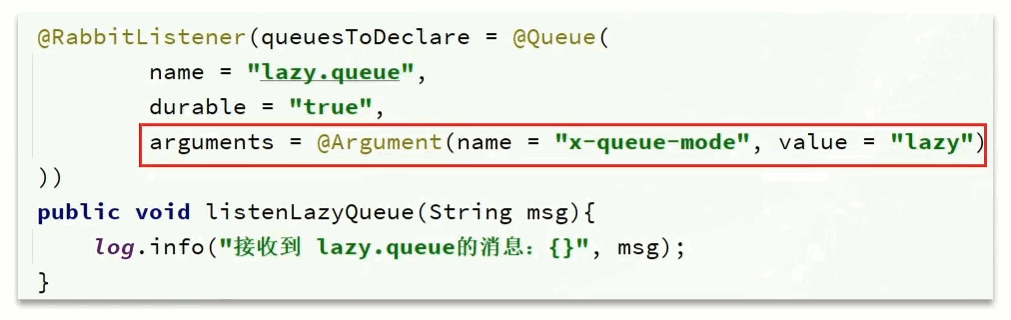 @RabbitListener(queuesToDeclare = @Queue(
name = "lazy.queue",
durable = "true",
arguments = @Argument(name = "x-queue-mode", value = "lazy")
))
public void listenLazyQueue(String msg){
log.info("接收到 lazy.queue的消息：{}", msg);
}